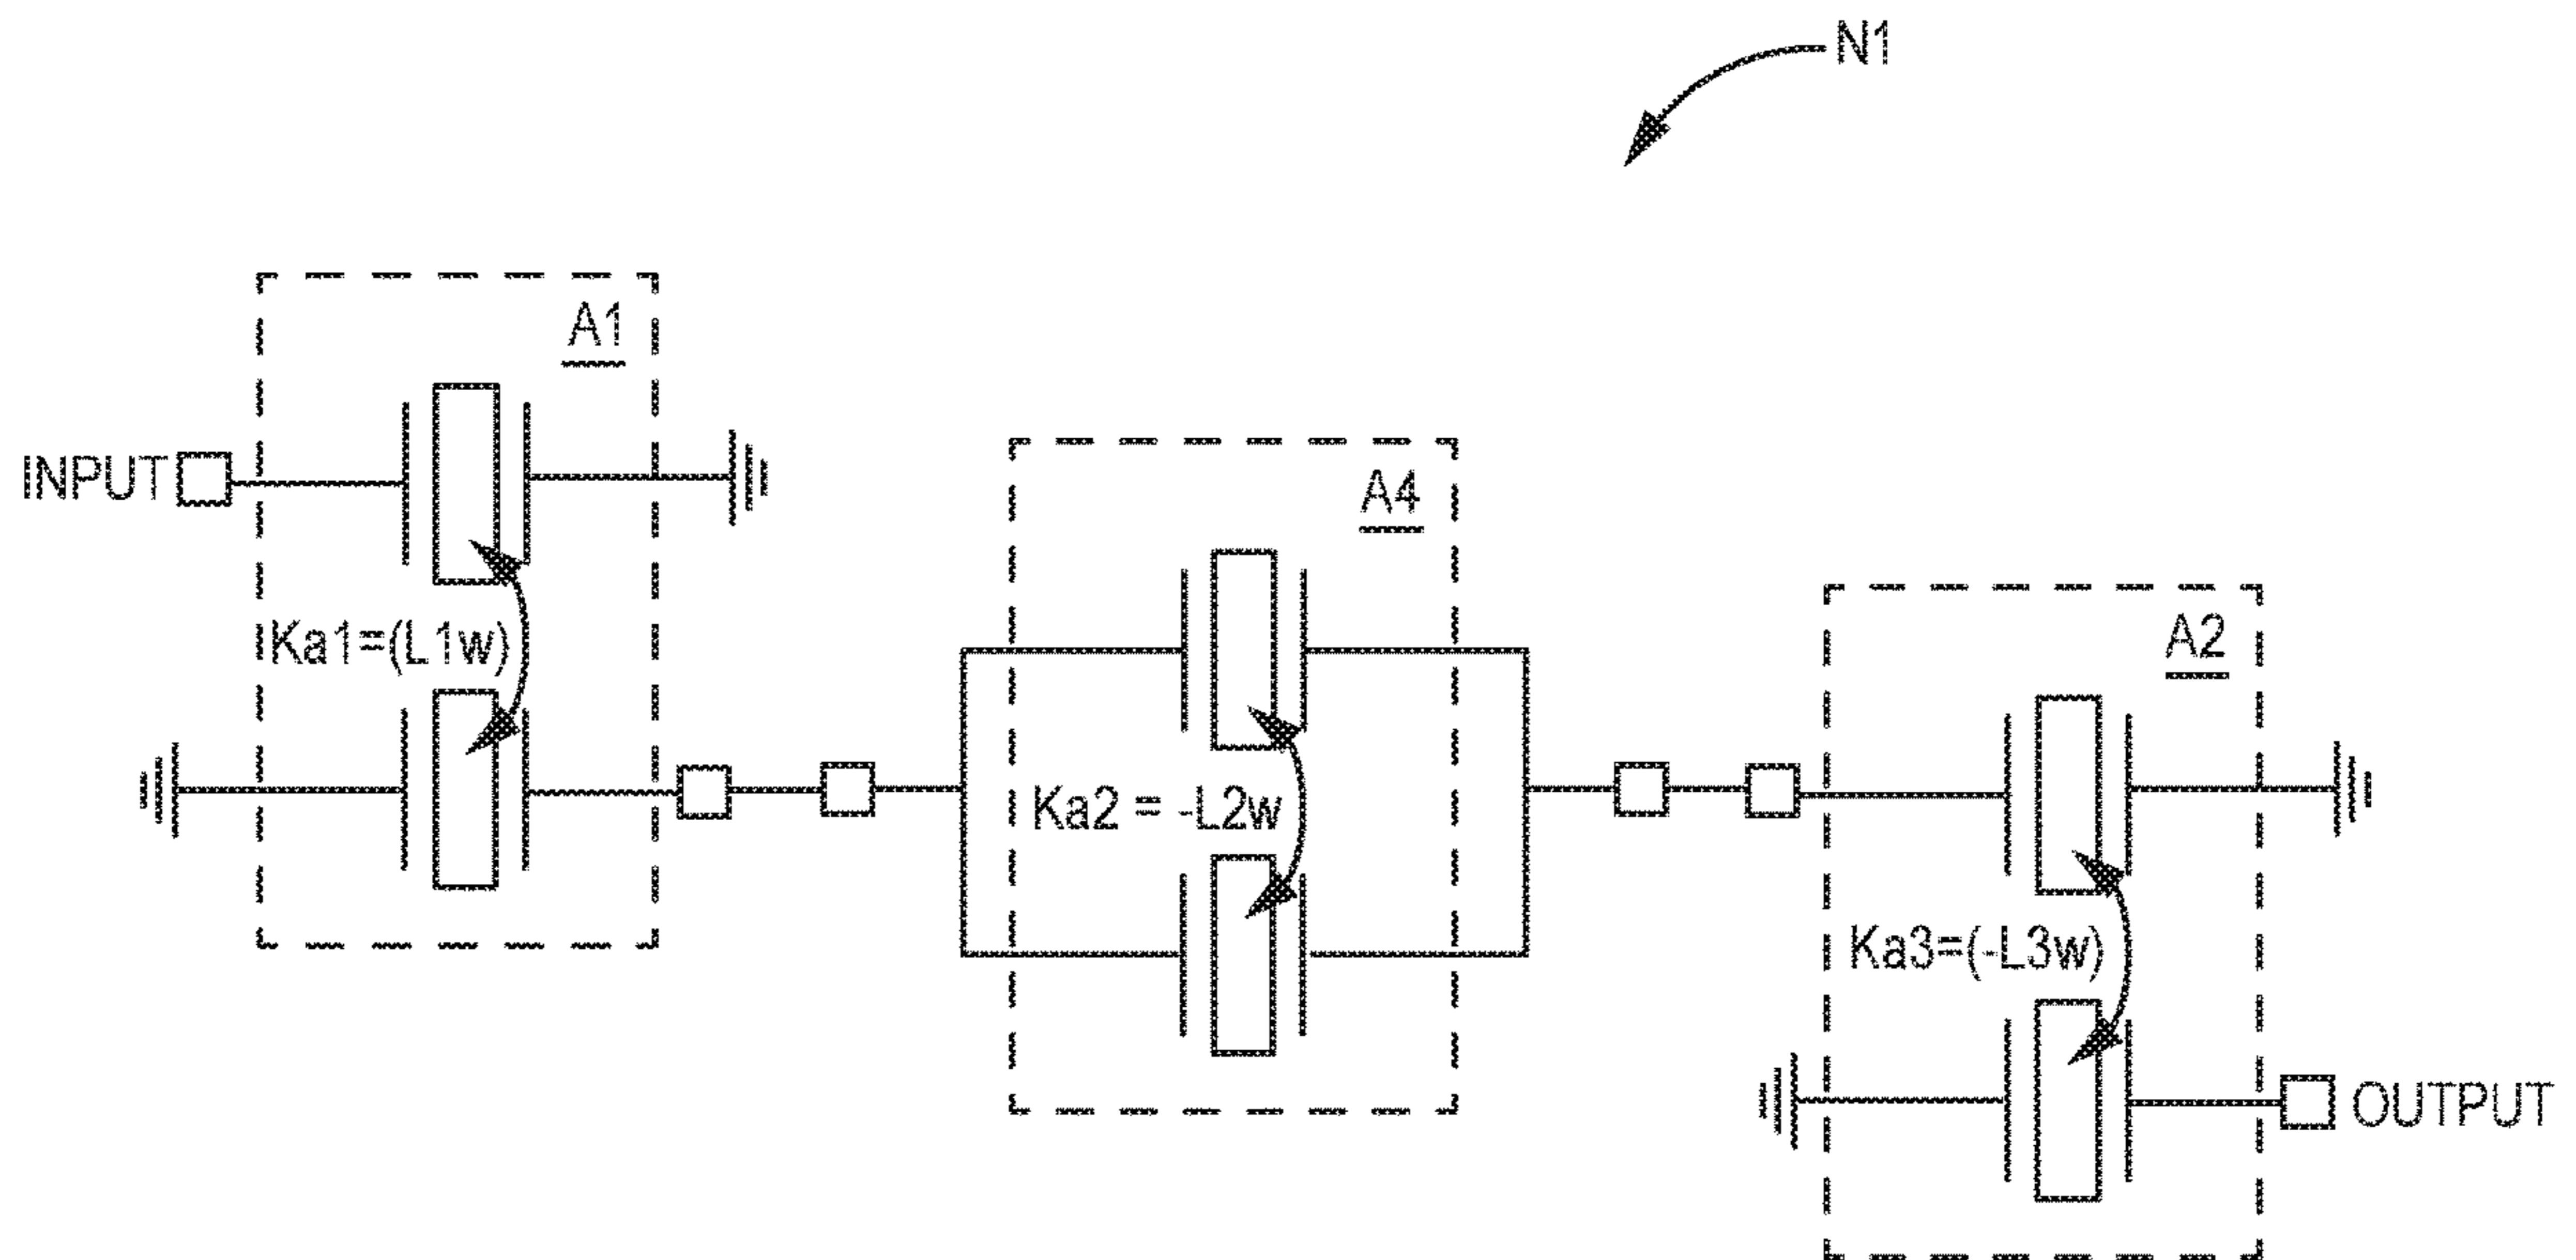 N1
A1
INPUT
A4
Ka1=(L1w)
A2
Ka2 = -L2w
Ka3=(-L3w)
OUTPUT